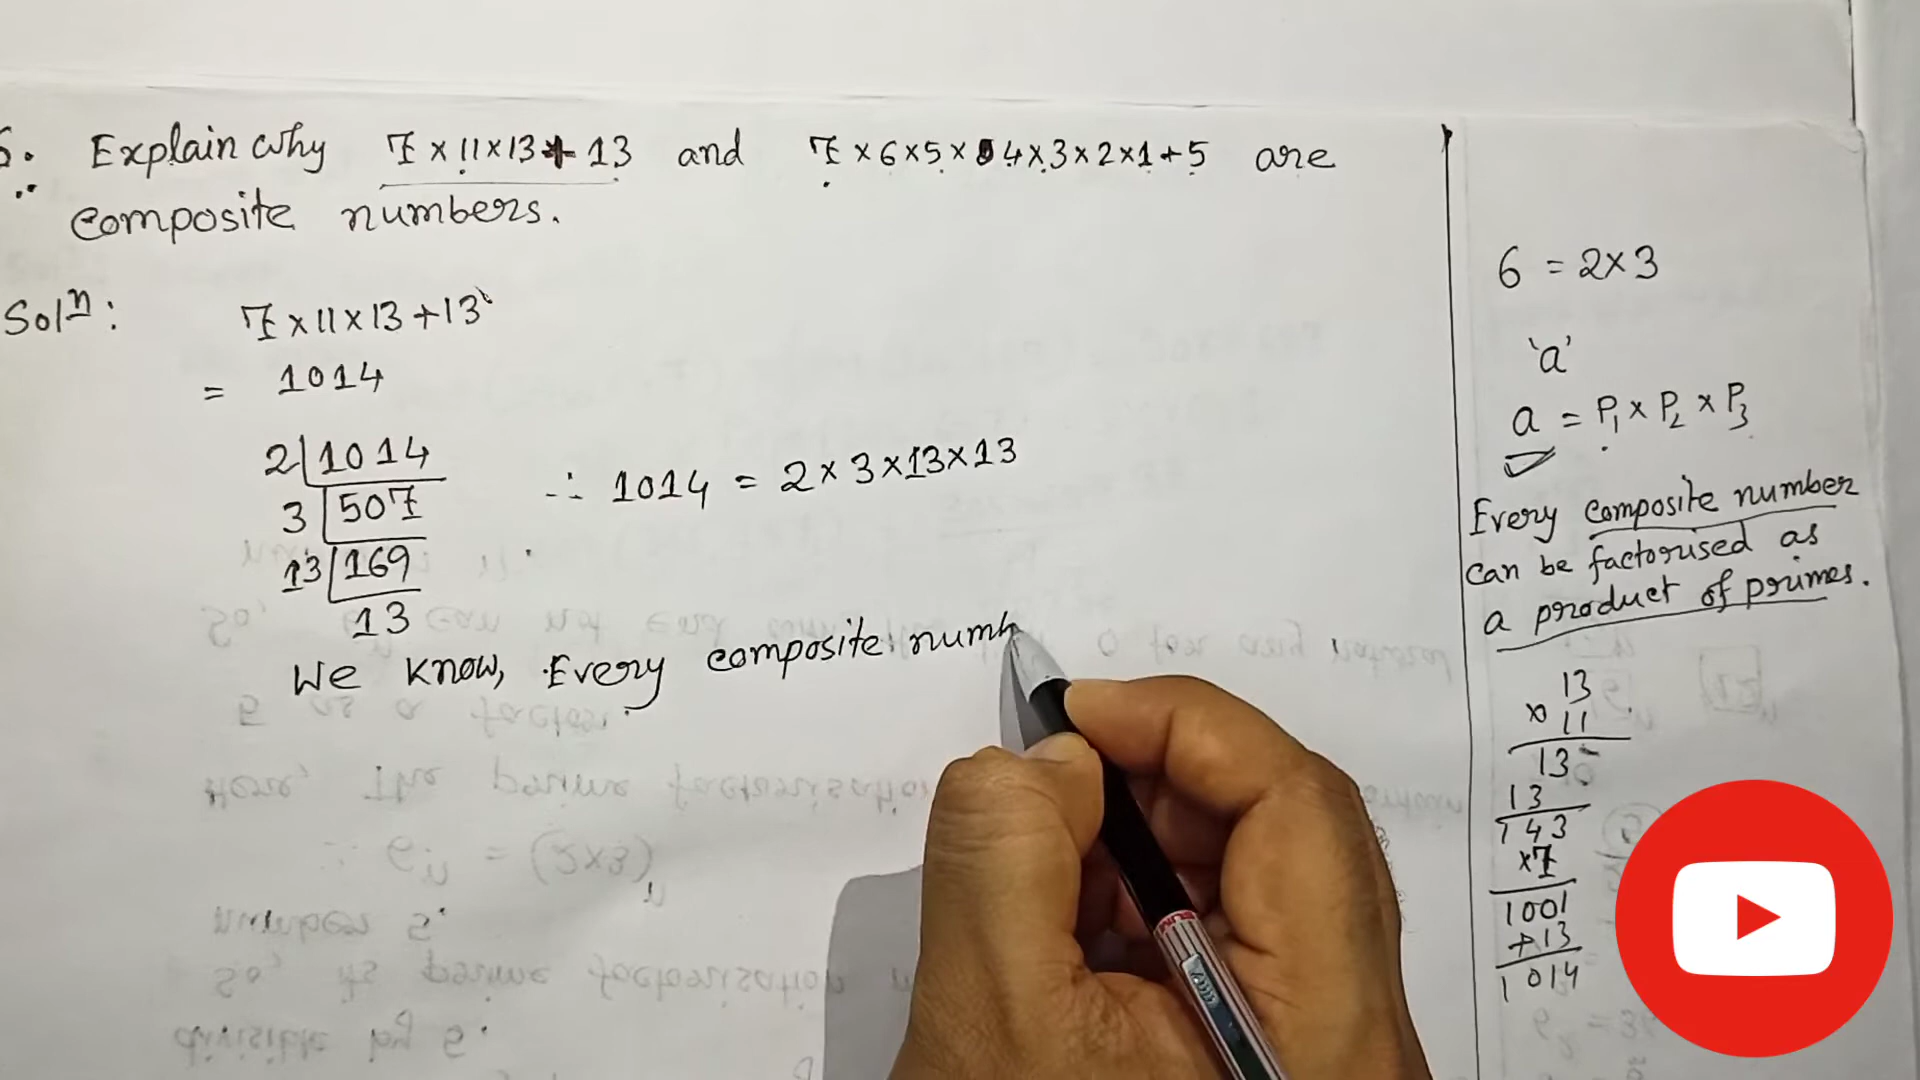 6. Explain why 7×11×13+13 and 7×6×5×4×3×2×1+5 are
composite numbers.
Solⁿ: 7×11×13+13
= 1014
2 1014
3 507
13 169
13
∴ 1014 = 2×3×13×13
We know, Every composite numb
6 = 2×3
'a'
a = P₁ × P₂ × P₃
Every composite number
can be factorised as
a product of primes.
13
× 11
13
13
143
×7
1001
+13
1014